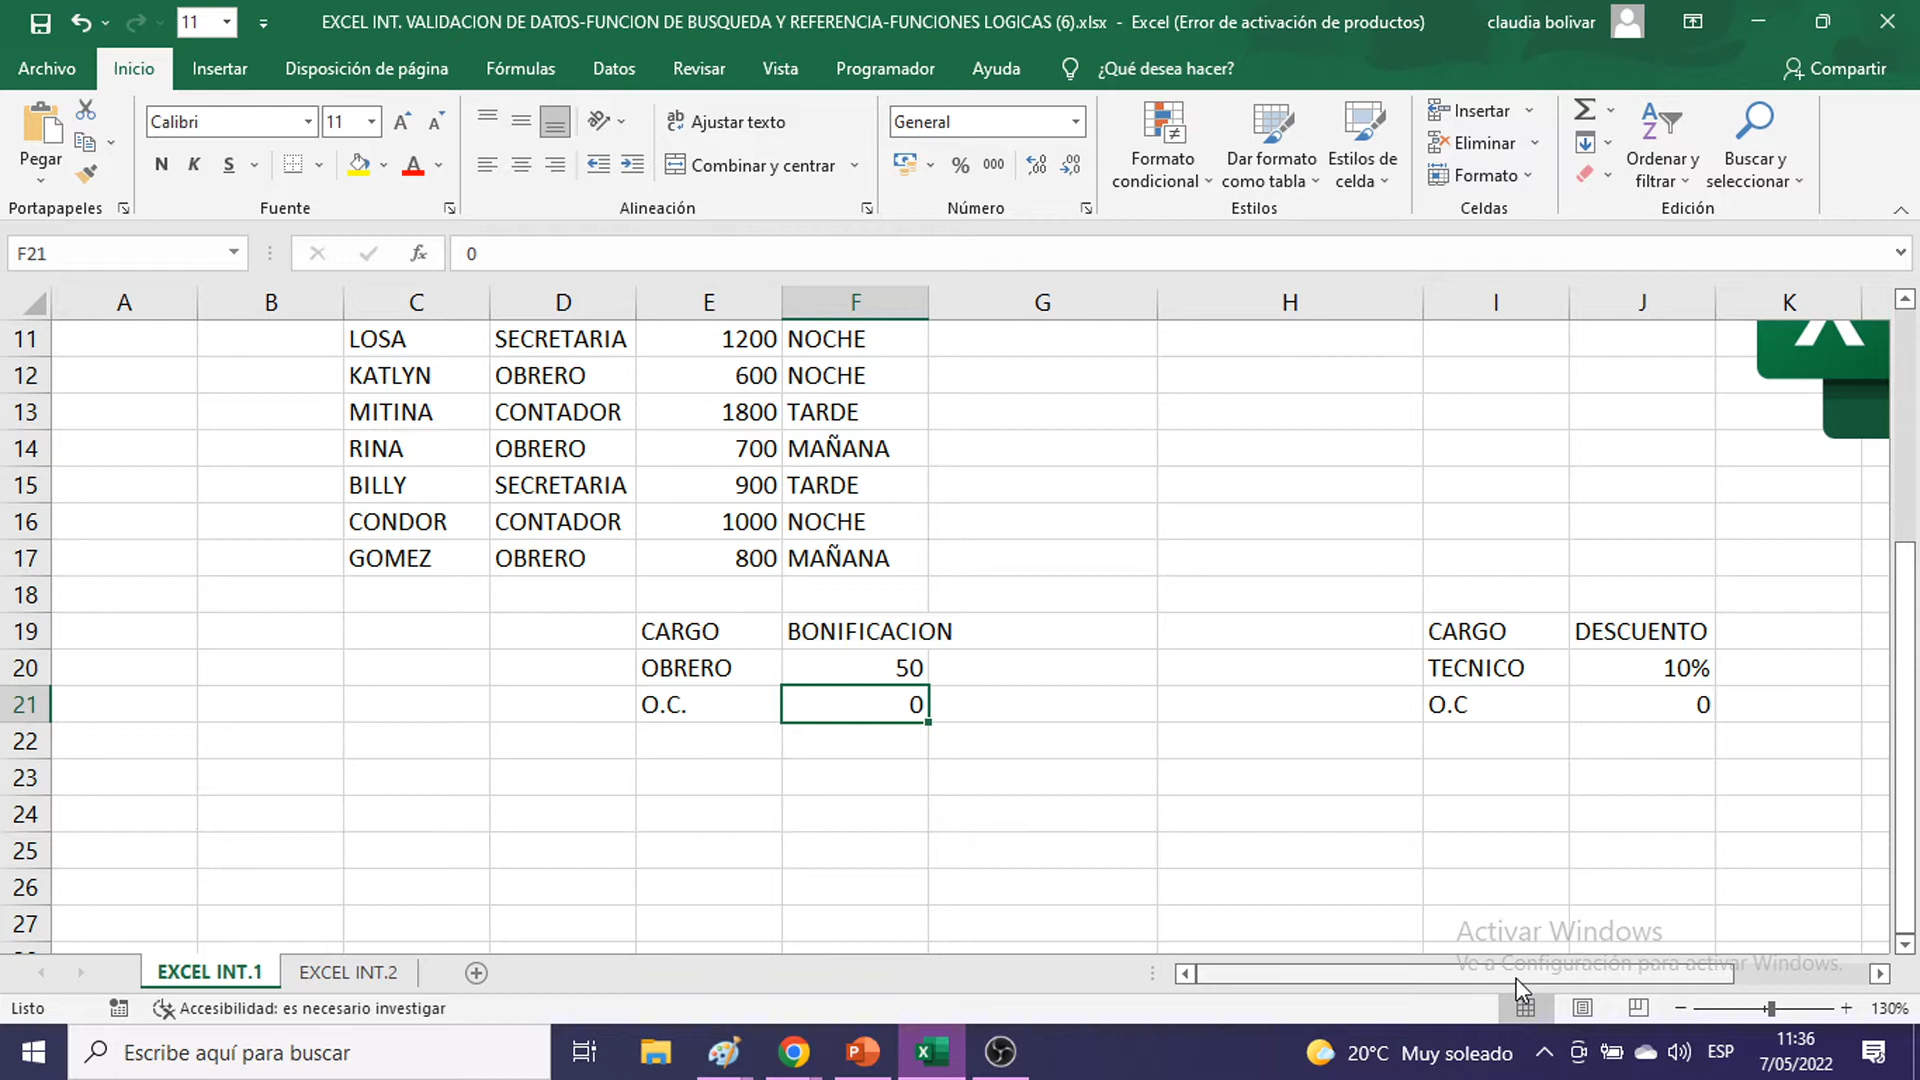 11 EXCEL INT. VALIDACION DE DATOS-FUNCION DE BUSQUEDA Y REFERENCIA-FUNCIONES LOGICAS (6).xlsx - Excel (Error de activación de productos) claudia bolivar
Archivo Inicio Insertar Disposición de página Fórmulas Datos Revisar Vista Programador Ayuda ¿Qué desea hacer? Compartir
Pegar Calibri 11 Ajustar texto General Formato condicional Dar formato como tabla Estilos de celda Insertar Ordenar y filtrar Buscar y seleccionar
N K S Combinar y centrar % 000 Eliminar
Formato
Portapapeles Fuente Alineación Número Estilos Celdas Edición
F21 fx 0
A B C D E F G H I J K
11 LOSA SECRETARIA 1200 NOCHE
12 KATLYN OBRERO 600 NOCHE
13 MITINA CONTADOR 1800 TARDE
14 RINA OBRERO 700 MAÑANA
15 BILLY SECRETARIA 900 TARDE
16 CONDOR CONTADOR 1000 NOCHE
17 GOMEZ OBRERO 800 MAÑANA
18
19 CARGO BONIFICACION CARGO DESCUENTO
20 OBRERO 50 TECNICO 10%
21 O.C. 0 O.C 0
22
23
24
25
26
27
Activar Windows
Ve a Configuración para activar Windows.
EXCEL INT.1 EXCEL INT.2
Listo Accesibilidad: es necesario investigar 130%
Escribe aquí para buscar 20°C Muy soleado ESP 11:36
7/05/2022